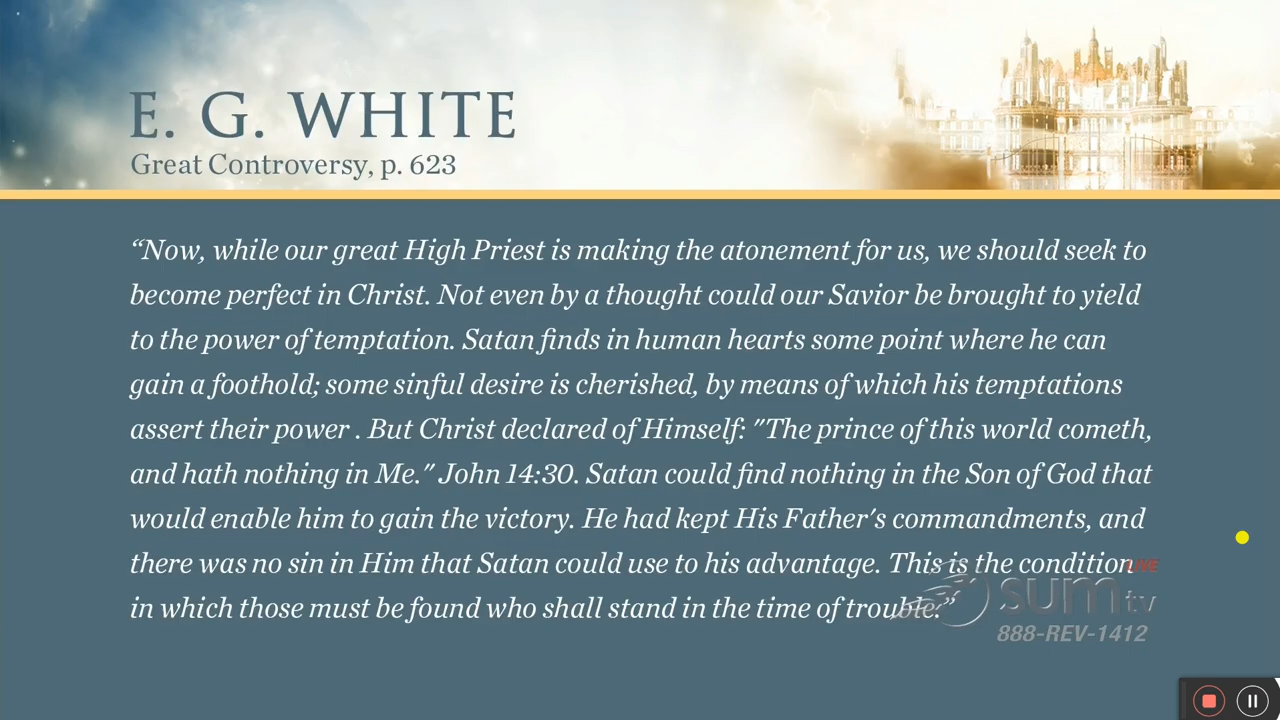 E. G. WHITE
Great Controversy, p. 623
“Now, while our great High Priest is making the atonement for us, we should seek to
become perfect in Christ. Not even by a thought could our Savior be brought to yield
to the power of temptation. Satan finds in human hearts some point where he can
gain a foothold; some sinful desire is cherished, by means of which his temptations
assert their power . But Christ declared of Himself: "The prince of this world cometh,
and hath nothing in Me." John 14:30. Satan could find nothing in the Son of God that
would enable him to gain the victory. He had kept His Father's commandments, and
there was no sin in Him that Satan could use to his advantage. This is the condition
in which those must be found who shall stand in the time of trouble.”
LIVE
sumtv
888-REV-1412